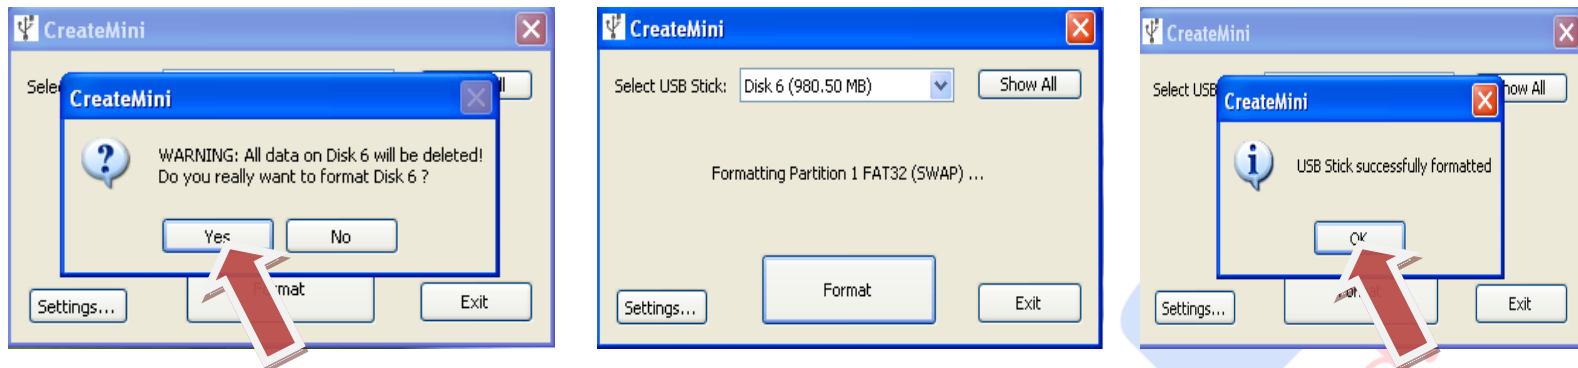 CreateMini
CreateMini
WARNING: All data on Disk 6 will be deleted!
Do you really want to format Disk 6 ?
Yes
No
Settings...
Exit
CreateMini
Select USB Stick:
Disk 6 (980.50 MB)
Show All
Formatting Partition 1 FAT32 (SWAP) ...
Settings...
Format
Exit
CreateMini
Select USB
CreateMini
USB Stick successfully formatted
OK
Settings...
Exit